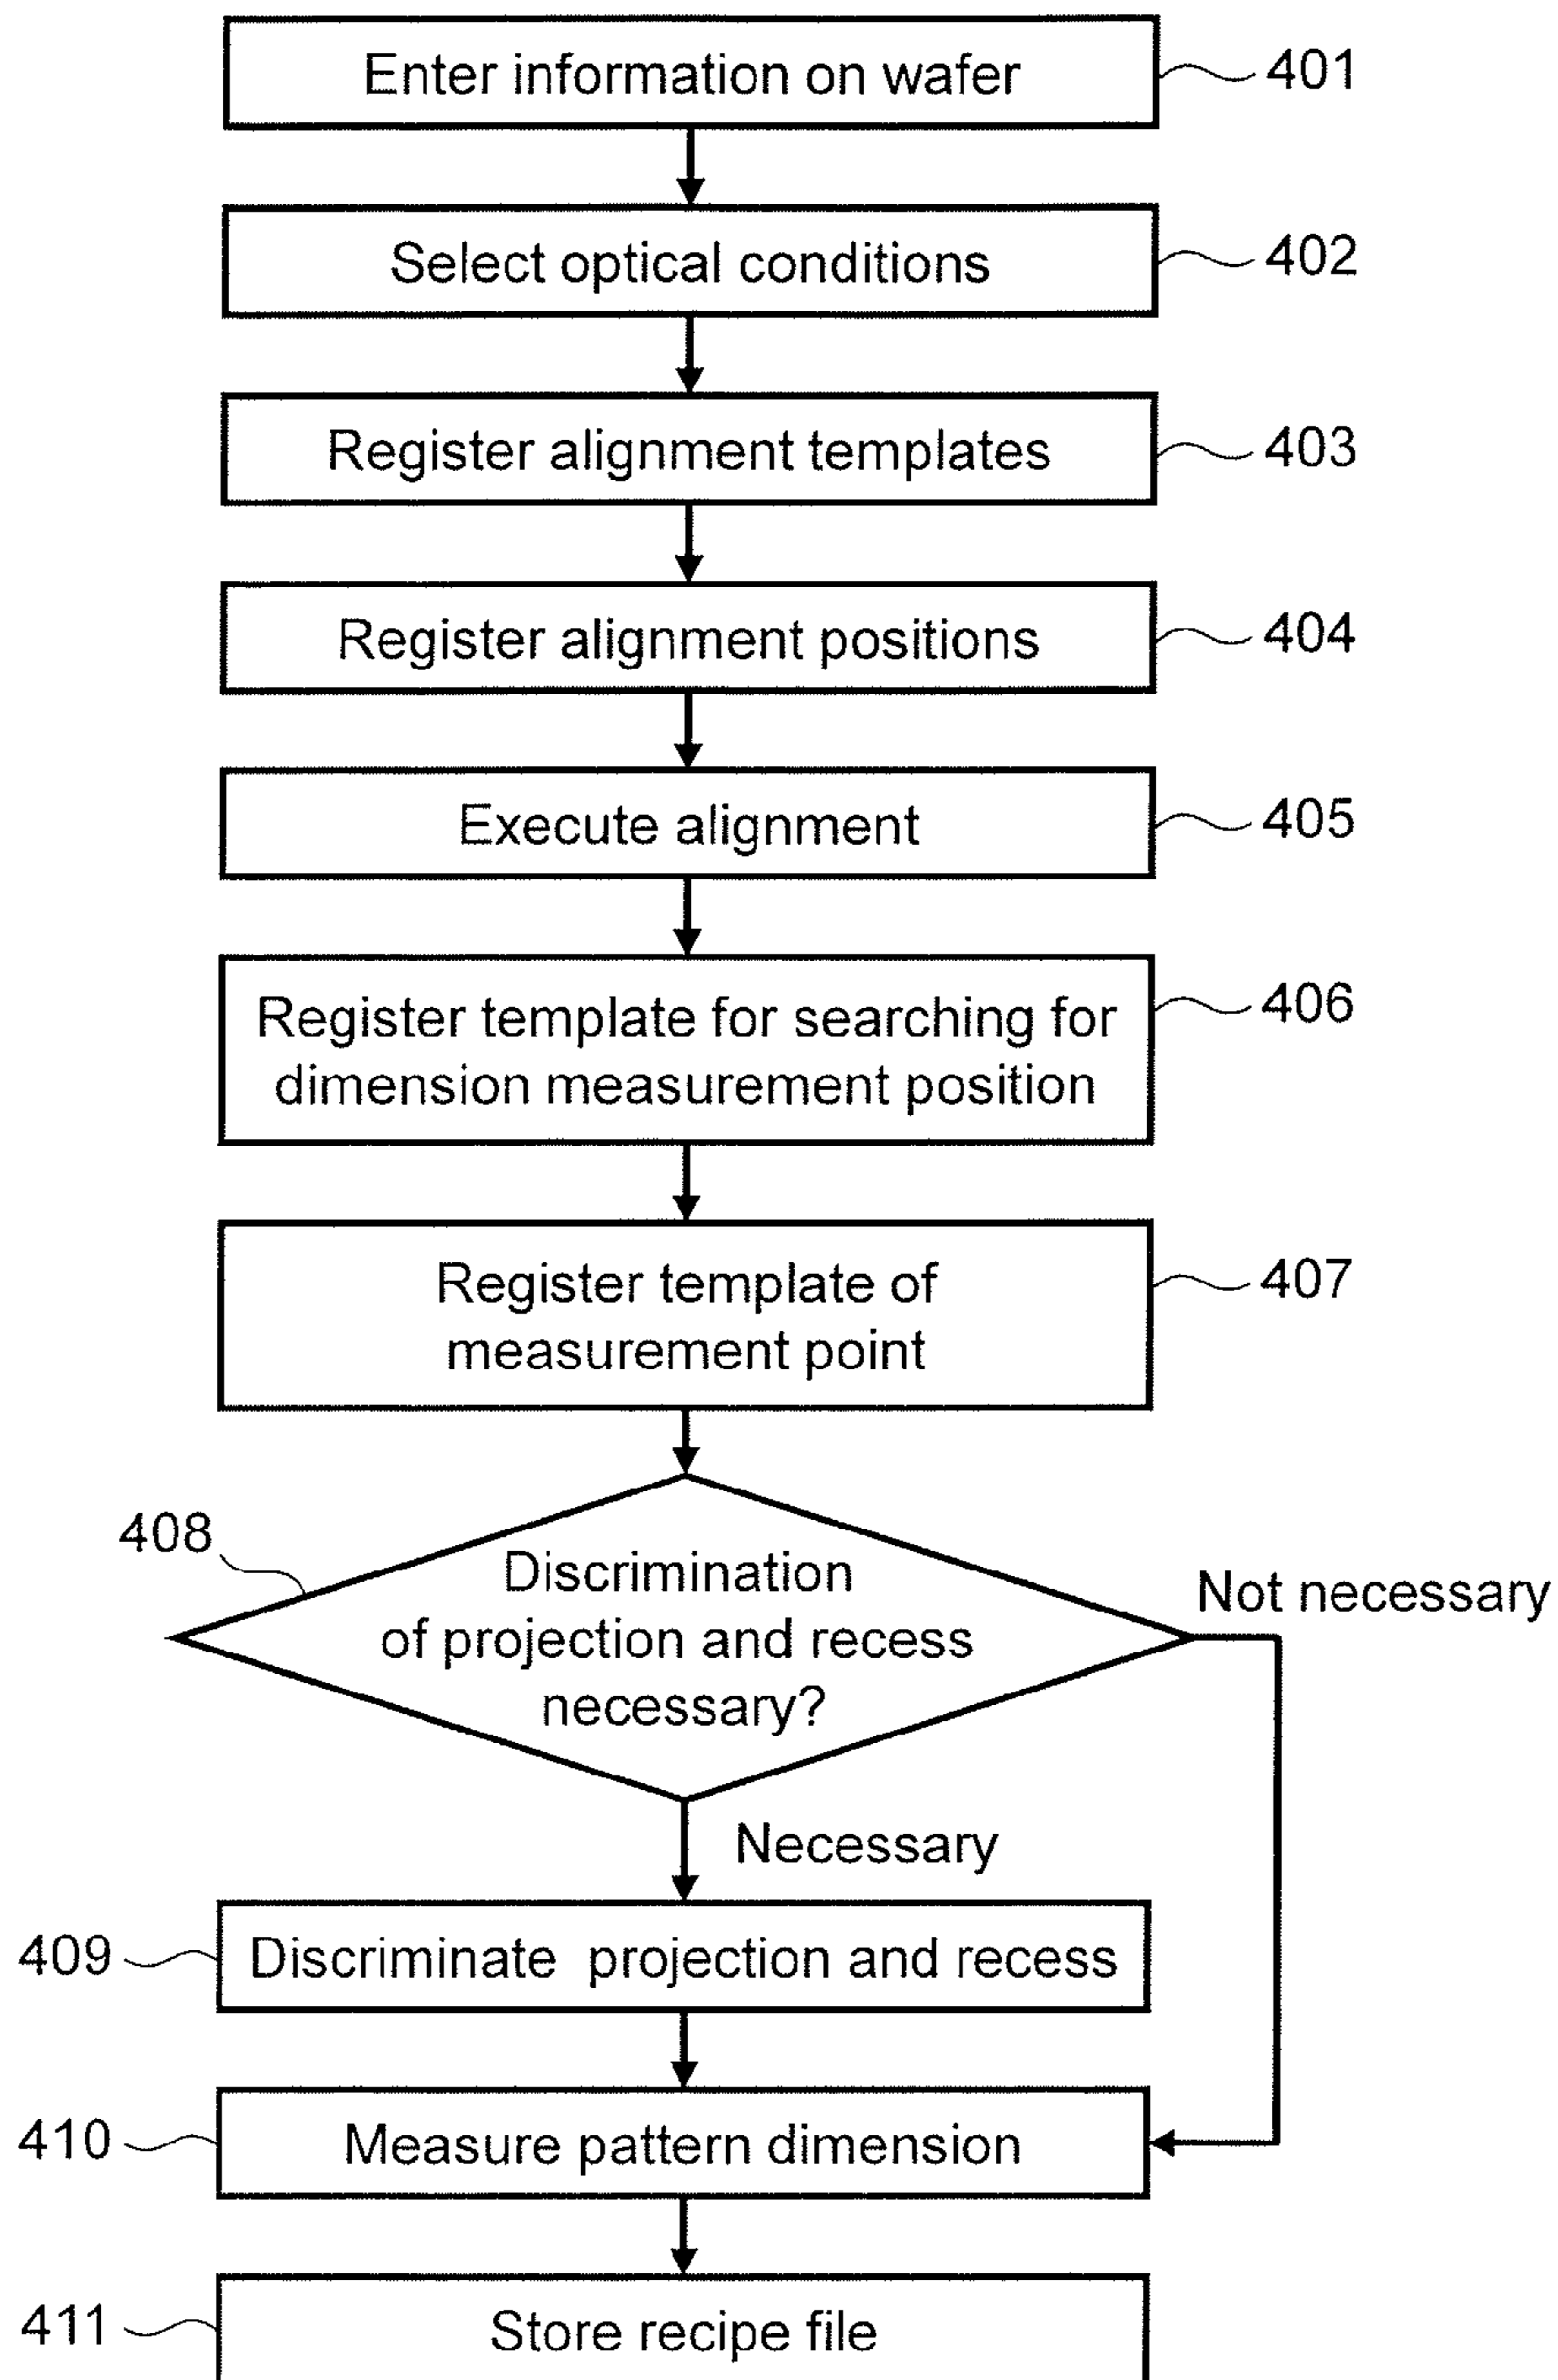 Enter information on wafer
401
Select optical conditions
402
Register alignment templates
403
Register alignment positions
404
Execute alignment
405
Register template for searching for
dimension measurement position
406
Register template of
measurement point
407
408
Discrimination
of projection and recess
necessary?
Not necessary
Necessary
409
Discriminate projection and recess
410
Measure pattern dimension
411
Store recipe file